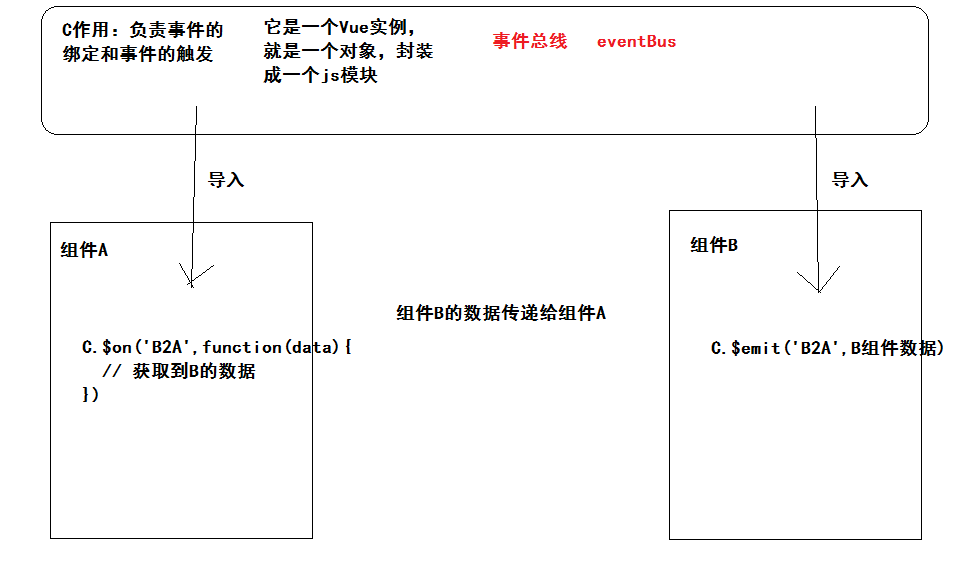 C作用：负责事件的
绑定和事件的触发
它是一个Vue实例，
就是一个对象，封装
成一个js模块
事件总线 eventBus
导入
导入
组件A
组件B
组件B的数据传递给组件A
C.$on('B2A',function(data){
// 获取到B的数据
})
C.$emit('B2A',B组件数据)